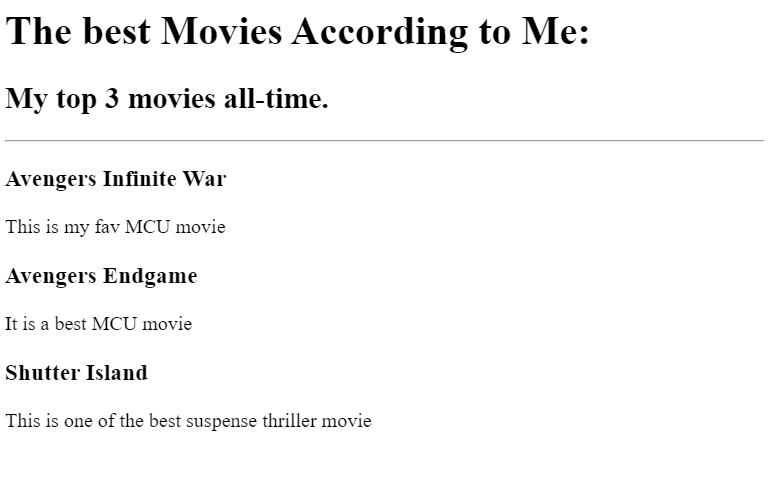 The best Movies According to Me:
My top 3 movies all-time.
Avengers Infinite War
This is my fav MCU movie
Avengers Endgame
It is a best MCU movie
Shutter Island
This is one of the best suspense thriller movie